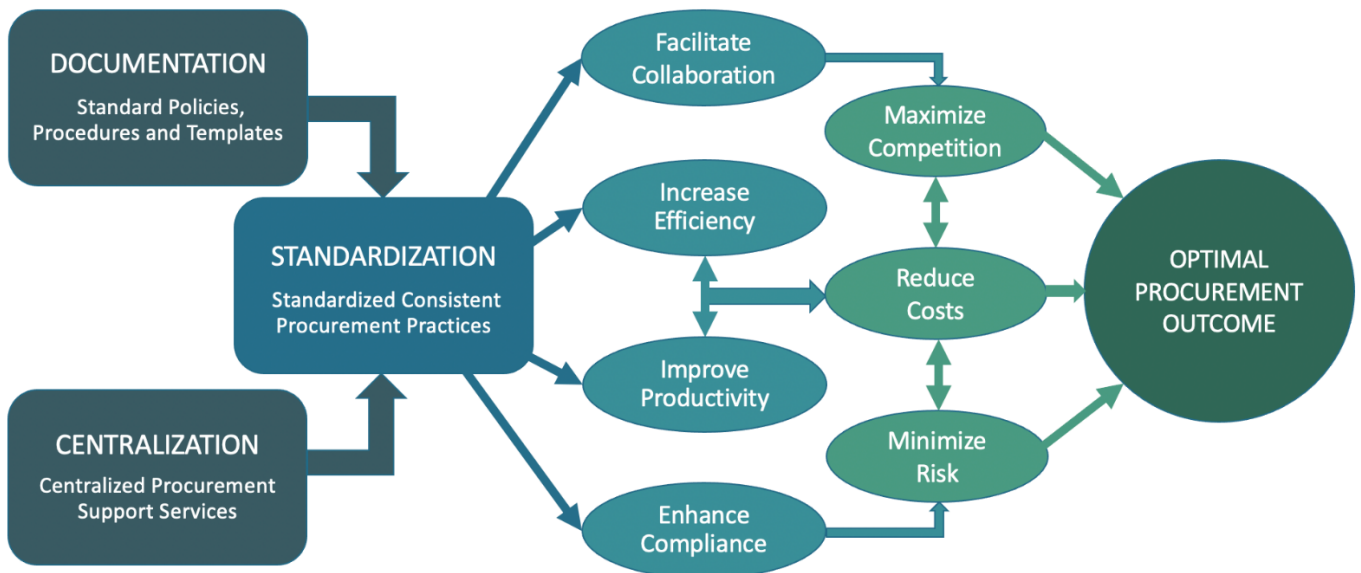 DOCUMENTATION
Standard Policies,
Procedures and Templates
STANDARDIZATION
Standardized Consistent
Procurement Practices
CENTRALIZATION
Centralized Procurement
Support Services
Facilitate
Collaboration
Increase
Efficiency
Improve
Productivity
Enhance
Compliance
Maximize
Competition
Reduce
Costs
Minimize
Risk
OPTIMAL
PROCUREMENT
OUTCOME